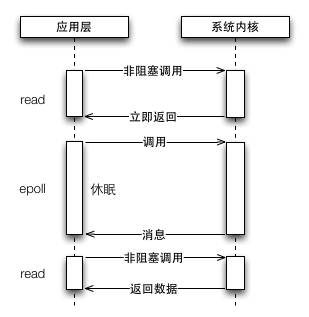 应用层 系统内核
非阻塞调用
read
立即返回
调用
epoll 休眠
消息
非阻塞调用
read
返回数据